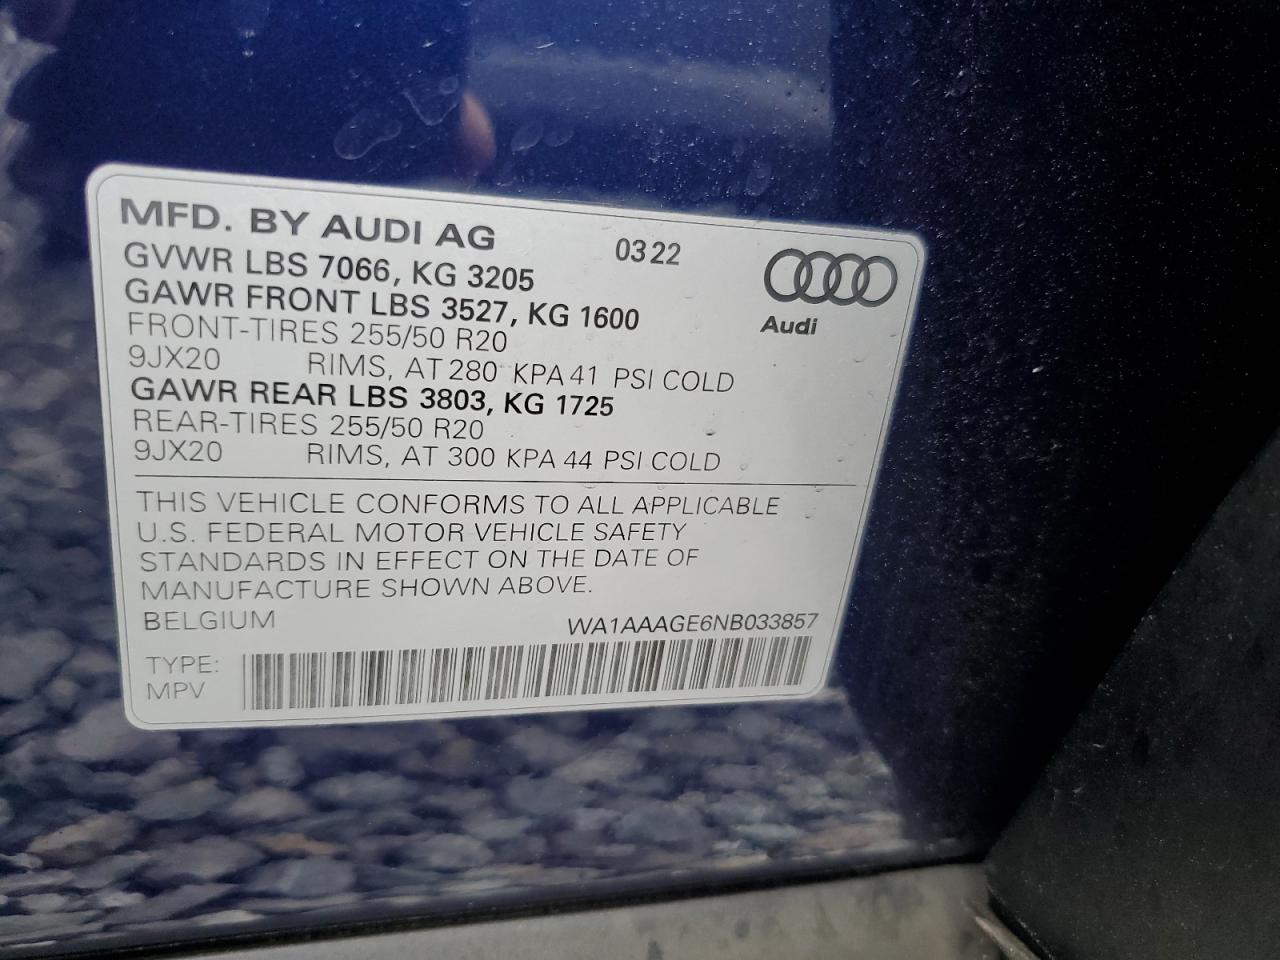 MFD. BY AUDI AG 03 22
GVWR LBS 7066, KG 3205
GAWR FRONT LBS 3527, KG 1600
Audi
FRONT-TIRES 255/50 R20
9JX20 RIMS, AT 280 KPA 41 PSI COLD
GAWR REAR LBS 3803, KG 1725
REAR-TIRES 255/50 R20
9JX20 RIMS, AT 300 KPA 44 PSI COLD
THIS VEHICLE CONFORMS TO ALL APPLICABLE
U.S. FEDERAL MOTOR VEHICLE SAFETY
STANDARDS IN EFFECT ON THE DATE OF
MANUFACTURE SHOWN ABOVE.
BELGIUM WA1AAAGE6NB033857
TYPE:
MPV